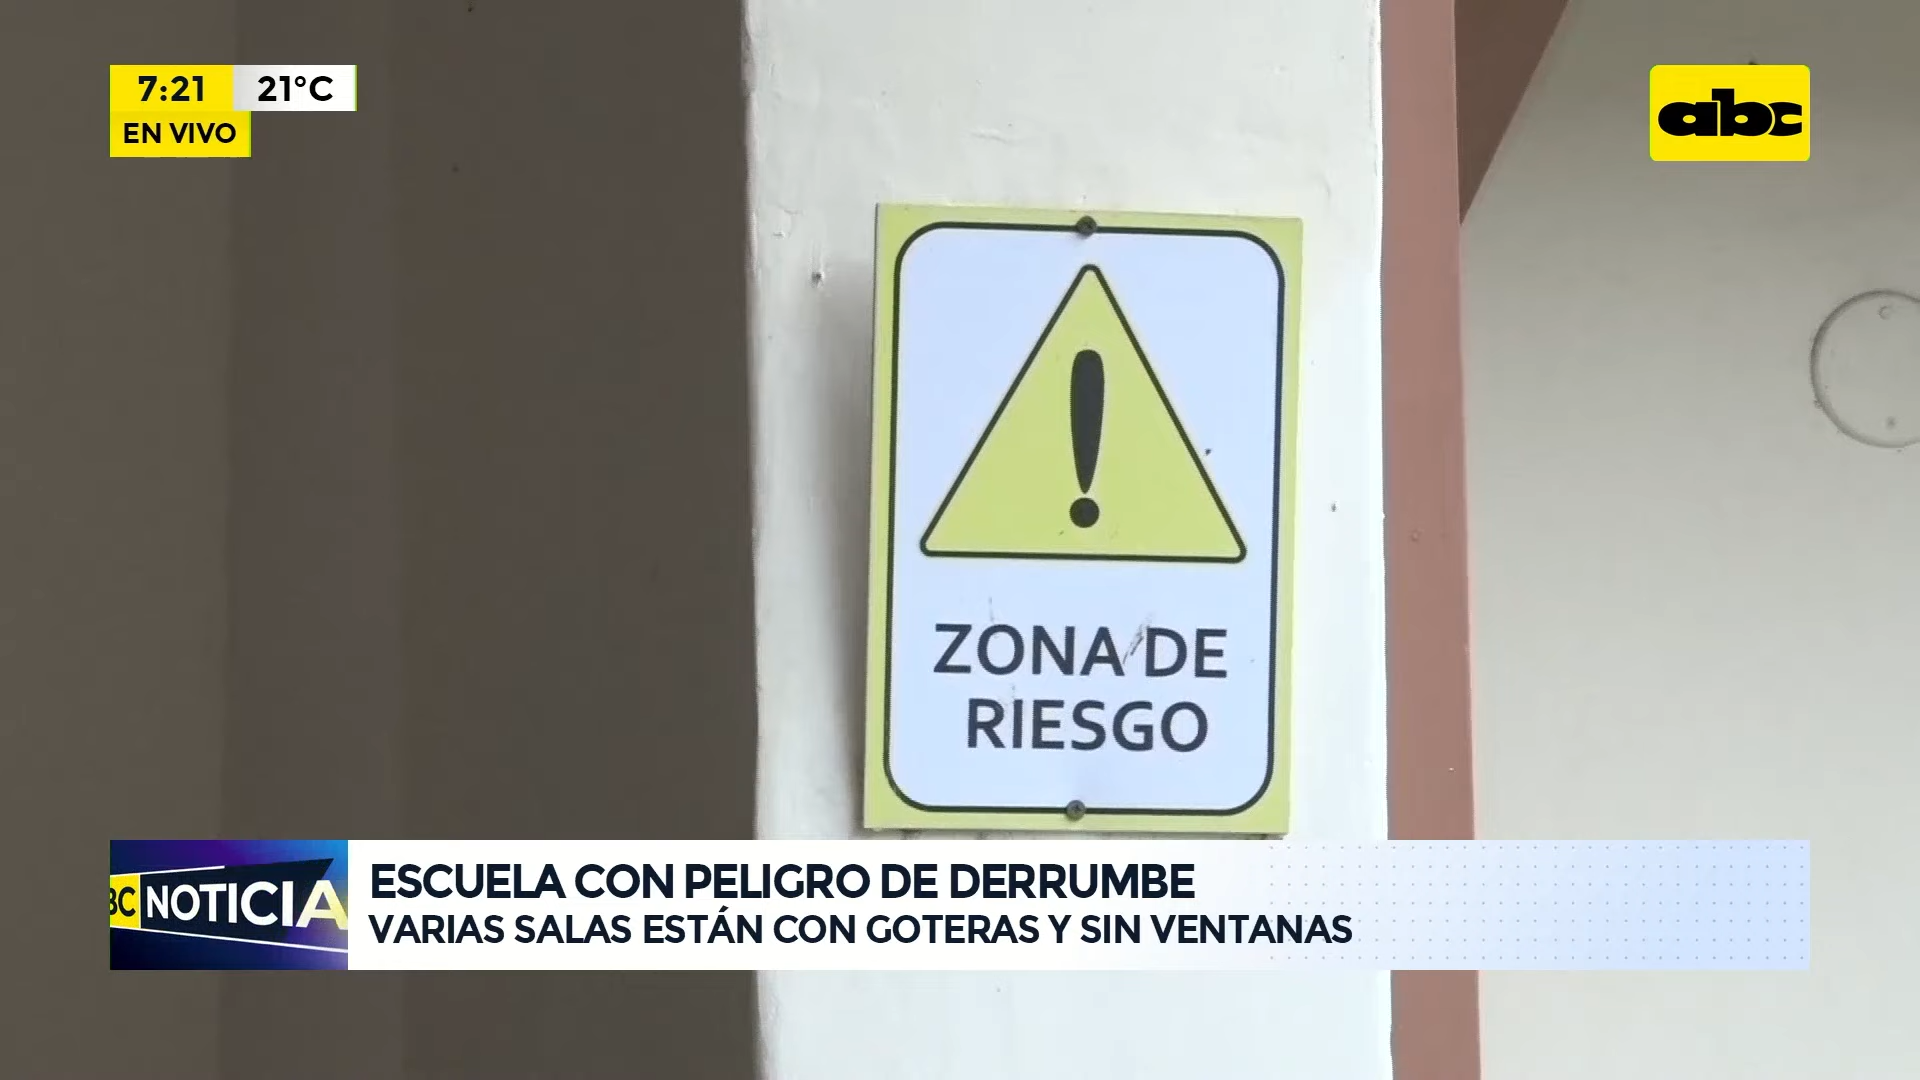 7:21 21°C
EN VIVO
abc
ZONA DE
RIESGO
BC NOTICIA
ESCUELA CON PELIGRO DE DERRUMBE
VARIAS SALAS ESTÁN CON GOTERAS Y SIN VENTANAS